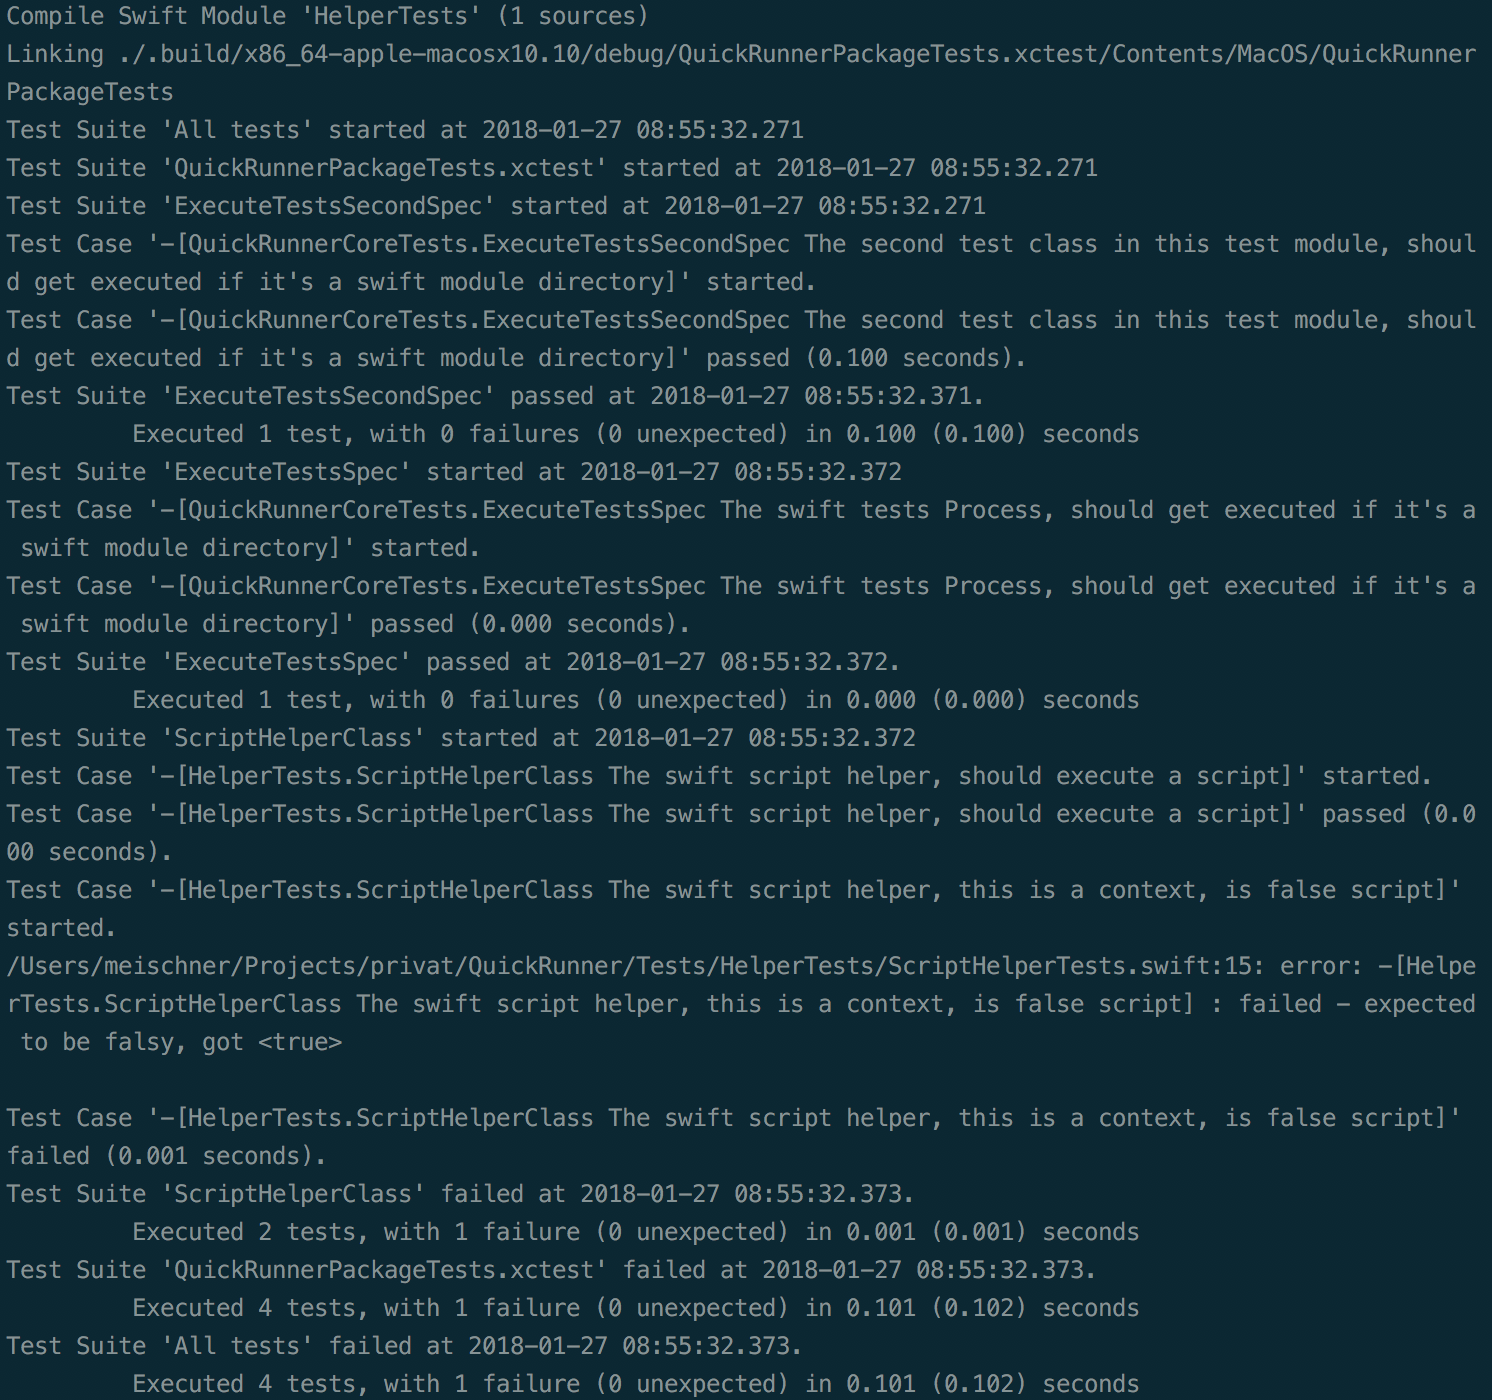 Compile Swift Module 'HelperTests' (1 sources)
Linking ./.build/x86_64-apple-macosx10.10/debug/QuickRunnerPackageTests.xctest/Contents/MacOS/QuickRunner
PackageTests
Test Suite 'All tests' started at 2018-01-27 08:55:32.271
Test Suite 'QuickRunnerPackageTests.xctest' started at 2018-01-27 08:55:32.271
Test Suite 'ExecuteTestsSecondSpec' started at 2018-01-27 08:55:32.271
Test Case '-[QuickRunnerCoreTests.ExecuteTestsSecondSpec The second test class in this test module, shoul
d get executed if it's a swift module directory]' started.
Test Case '-[QuickRunnerCoreTests.ExecuteTestsSecondSpec The second test class in this test module, shoul
d get executed if it's a swift module directory]' passed (0.100 seconds).
Test Suite 'ExecuteTestsSecondSpec' passed at 2018-01-27 08:55:32.371.
         Executed 1 test, with 0 failures (0 unexpected) in 0.100 (0.100) seconds
Test Suite 'ExecuteTestsSpec' started at 2018-01-27 08:55:32.372
Test Case '-[QuickRunnerCoreTests.ExecuteTestsSpec The swift tests Process, should get executed if it's a
 swift module directory]' started.
Test Case '-[QuickRunnerCoreTests.ExecuteTestsSpec The swift tests Process, should get executed if it's a
 swift module directory]' passed (0.000 seconds).
Test Suite 'ExecuteTestsSpec' passed at 2018-01-27 08:55:32.372.
         Executed 1 test, with 0 failures (0 unexpected) in 0.000 (0.000) seconds
Test Suite 'ScriptHelperClass' started at 2018-01-27 08:55:32.372
Test Case '-[HelperTests.ScriptHelperClass The swift script helper, should execute a script]' started.
Test Case '-[HelperTests.ScriptHelperClass The swift script helper, should execute a script]' passed (0.0
00 seconds).
Test Case '-[HelperTests.ScriptHelperClass The swift script helper, this is a context, is false script]'
started.
/Users/meischner/Projects/privat/QuickRunner/Tests/HelperTests/ScriptHelperTests.swift:15: error: -[Helpe
rTests.ScriptHelperClass The swift script helper, this is a context, is false script] : failed - expected
 to be falsy, got <true>

Test Case '-[HelperTests.ScriptHelperClass The swift script helper, this is a context, is false script]'
failed (0.001 seconds).
Test Suite 'ScriptHelperClass' failed at 2018-01-27 08:55:32.373.
         Executed 2 tests, with 1 failure (0 unexpected) in 0.001 (0.001) seconds
Test Suite 'QuickRunnerPackageTests.xctest' failed at 2018-01-27 08:55:32.373.
         Executed 4 tests, with 1 failure (0 unexpected) in 0.101 (0.102) seconds
Test Suite 'All tests' failed at 2018-01-27 08:55:32.373.
         Executed 4 tests, with 1 failure (0 unexpected) in 0.101 (0.102) seconds